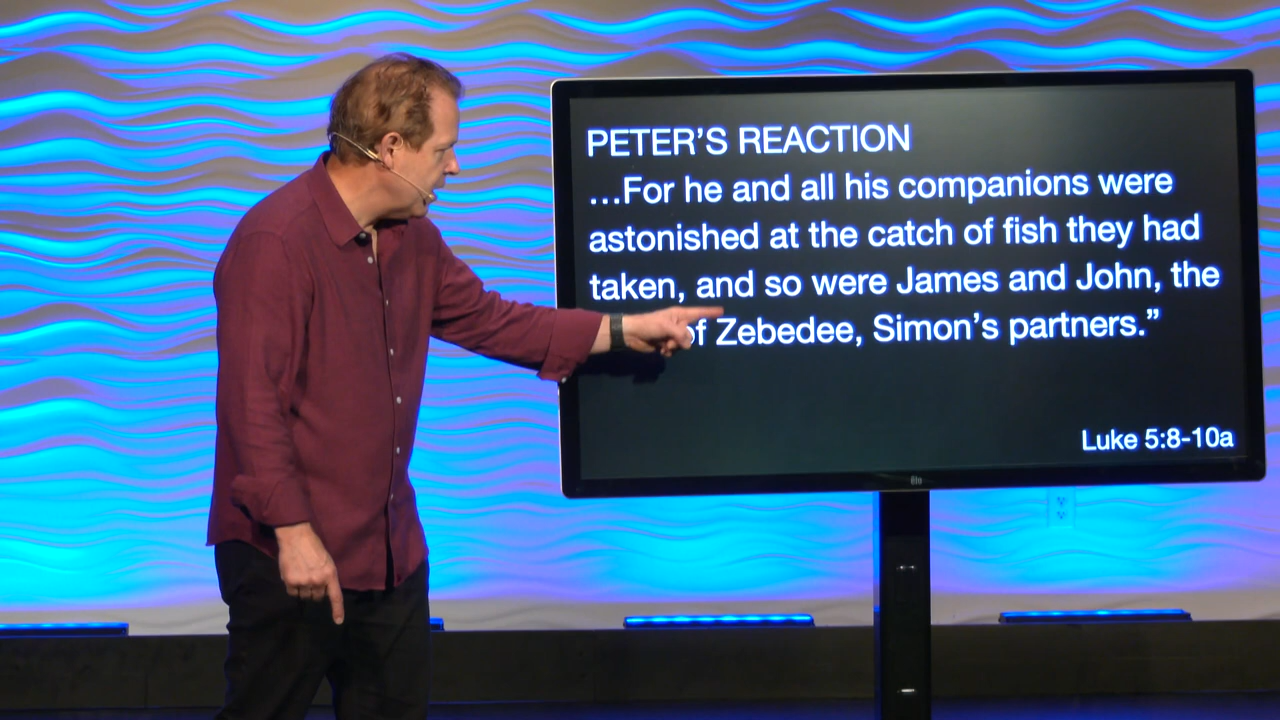 PETER'S REACTION
…For he and all his companions were
astonished at the catch of fish they had
taken, and so were James and John, the
of Zebedee, Simon's partners.”
Luke 5:8-10a
elo